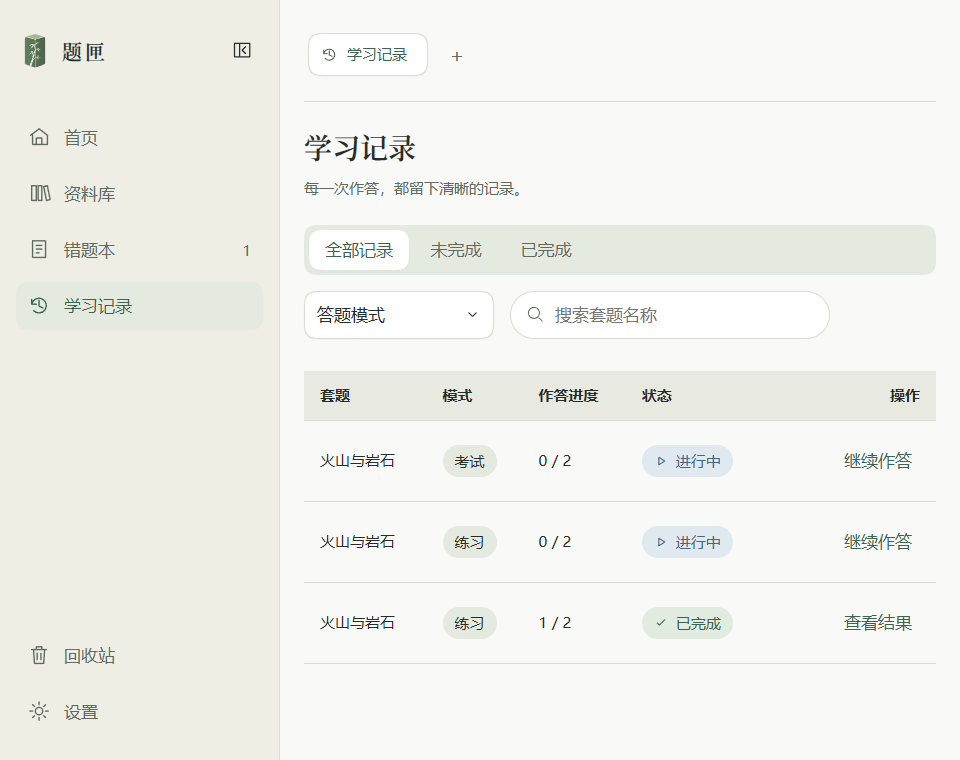 题匣
首页
资料库
错题本 1
学习记录
回收站
设置
学习记录 +
学习记录
每一次作答，都留下清晰的记录。
全部记录 未完成 已完成
答题模式 搜索套题名称
套题 模式 作答进度 状态 操作
火山与岩石 考试 0 / 2 进行中 继续作答
火山与岩石 练习 0 / 2 进行中 继续作答
火山与岩石 练习 1 / 2 已完成 查看结果